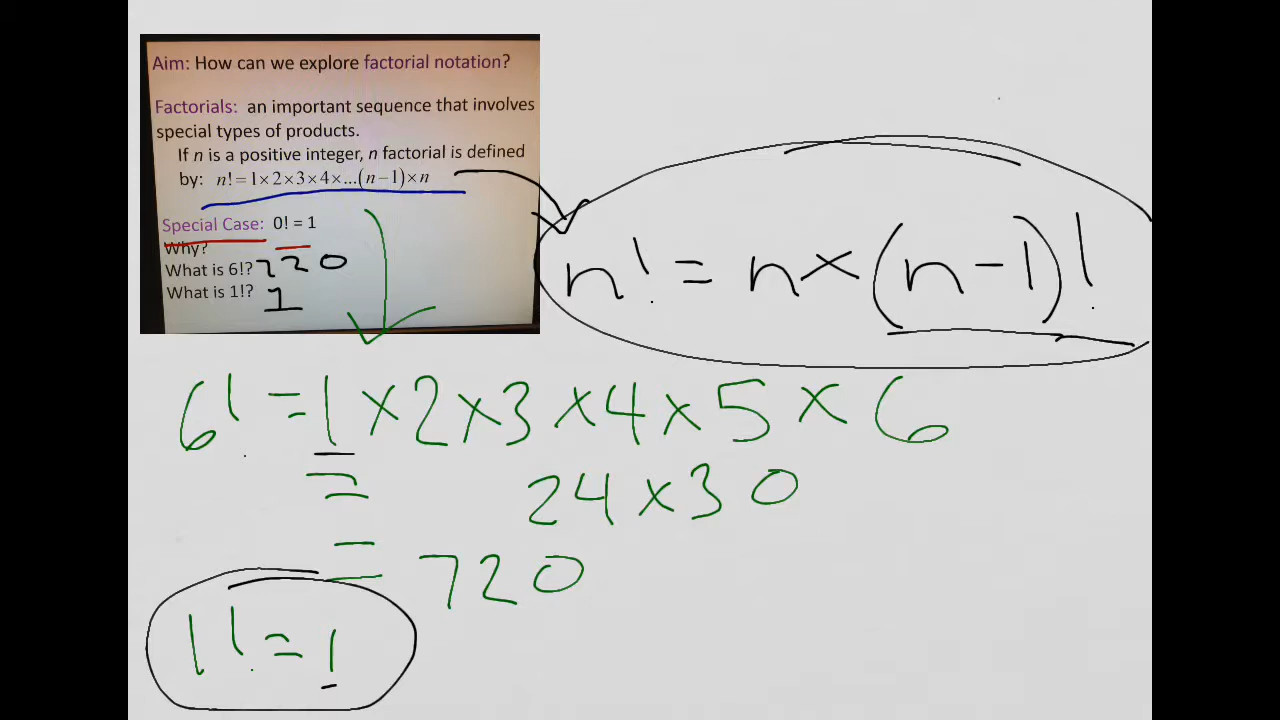 Aim: How can we explore factorial notation?
Factorials: an important sequence that involves
special types of products.
If n is a positive integer, n factorial is defined
by: n! = 1×2×3×4×...(n−1)×n
Special Case: 0! = 1
Why?
What is 6!? 720
What is 1!? 1
n! = n×(n−1)!
6! = 1×2×3×4×5×6
= 24×30
= 720
1! = 1